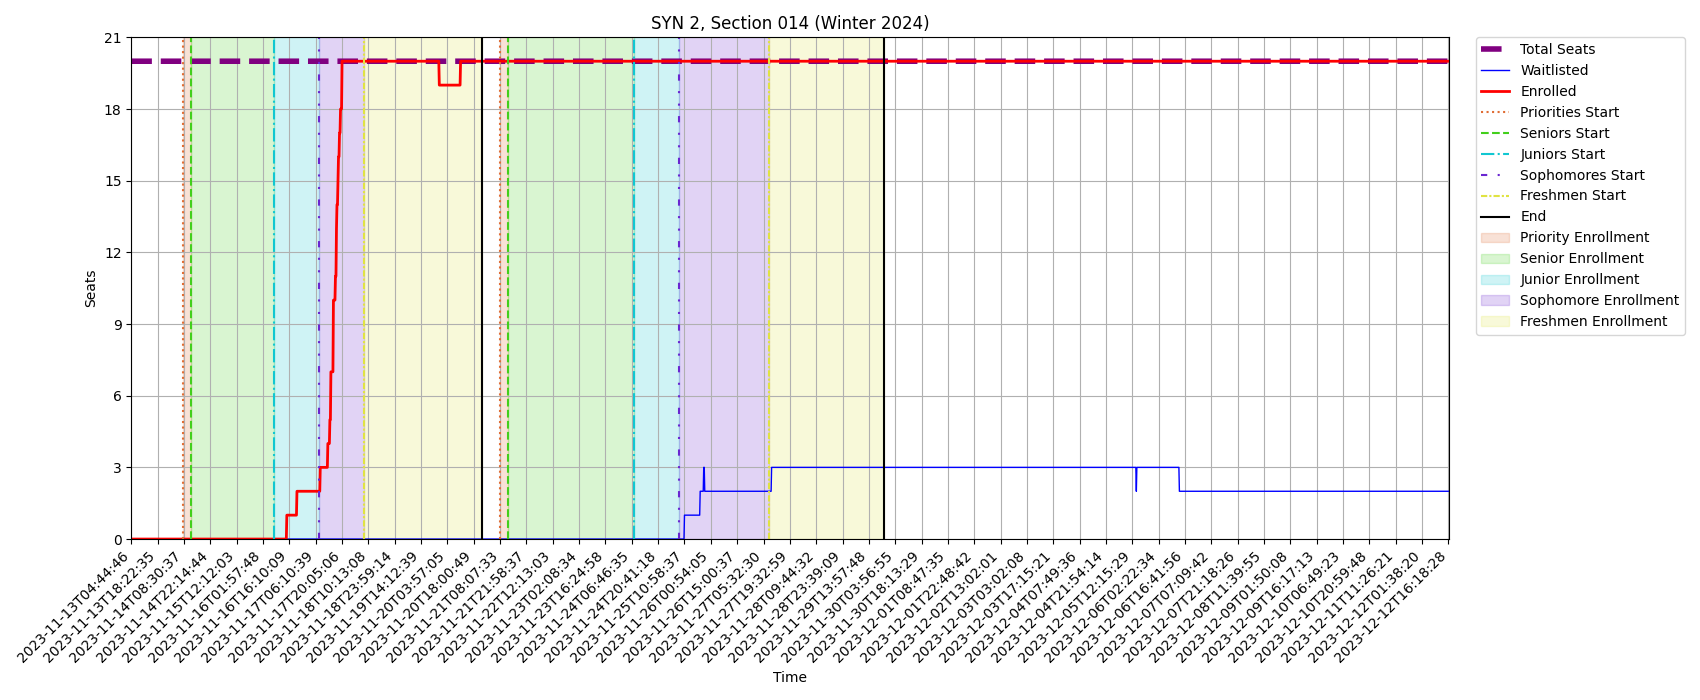 SYN 2, Section 014 (Winter 2024)
21
18
15
12
9
6
3
0
Seats
2023-11-13T04:44:46
2023-11-13T18:22:35
2023-11-14T08:30:37
2023-11-14T22:14:44
2023-11-15T12:12:03
2023-11-16T01:57:48
2023-11-16T16:10:09
2023-11-17T06:10:39
2023-11-17T20:05:06
2023-11-18T10:13:08
2023-11-18T23:59:14
2023-11-19T14:12:39
2023-11-20T03:57:05
2023-11-20T18:00:49
2023-11-21T08:07:33
2023-11-21T21:58:37
2023-11-22T12:13:03
2023-11-23T02:08:34
2023-11-23T16:24:58
2023-11-24T06:46:35
2023-11-24T20:41:18
2023-11-25T10:58:37
2023-11-26T00:54:05
2023-11-26T15:00:37
2023-11-27T05:32:30
2023-11-27T19:32:59
2023-11-28T09:44:32
2023-11-28T23:39:09
2023-11-29T13:57:48
2023-11-30T03:56:55
2023-11-30T18:13:29
2023-12-01T08:47:35
2023-12-01T22:48:42
2023-12-02T13:02:01
2023-12-03T03:02:08
2023-12-03T17:15:21
2023-12-04T07:49:36
2023-12-04T21:54:14
2023-12-05T12:15:29
2023-12-06T02:22:34
2023-12-06T16:41:56
2023-12-07T07:09:42
2023-12-07T21:18:26
2023-12-08T11:39:55
2023-12-09T01:50:08
2023-12-09T16:17:13
2023-12-10T06:49:23
2023-12-10T20:59:48
2023-12-11T11:26:21
2023-12-12T01:38:20
2023-12-12T16:18:28
Time
Total Seats
Waitlisted
Enrolled
Priorities Start
Seniors Start
Juniors Start
Sophomores Start
Freshmen Start
End
Priority Enrollment
Senior Enrollment
Junior Enrollment
Sophomore Enrollment
Freshmen Enrollment